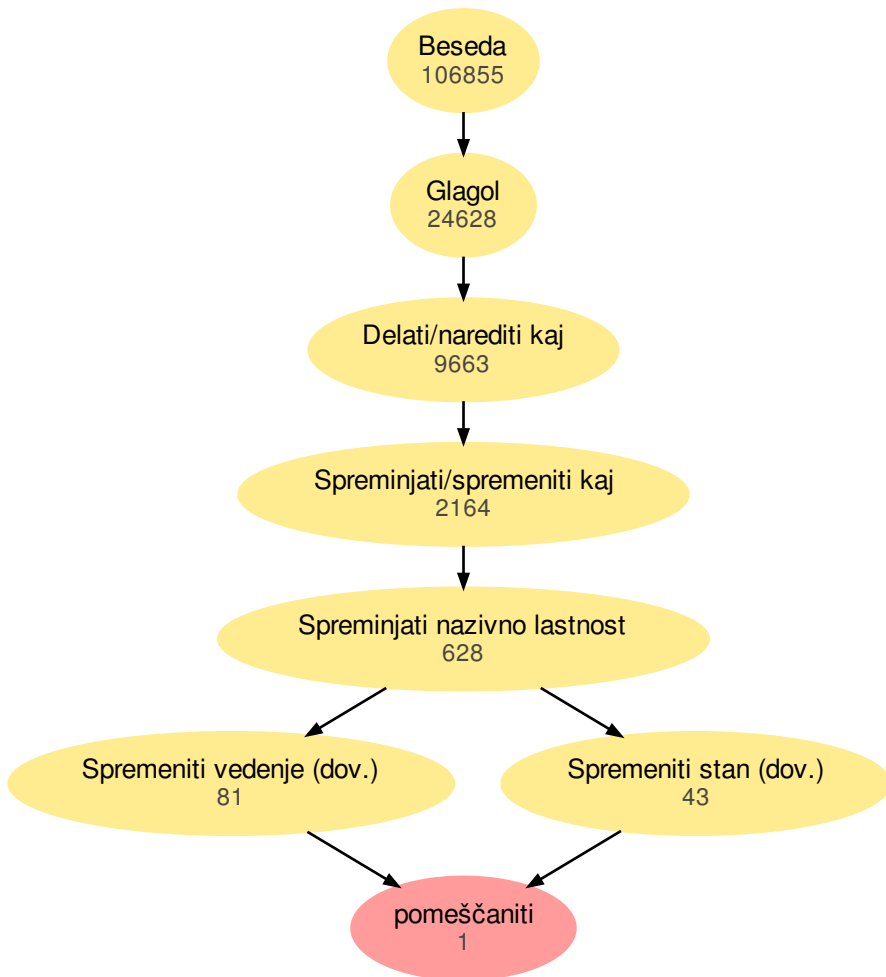 Beseda
106855
Glagol
24628
Delati/narediti kaj
9663
Spreminjati/spremeniti kaj
2164
Spreminjati nazivno lastnost
628
Spremeniti vedenje (dov.)
81
Spremeniti stan (dov.)
43
pomeščaniti
1